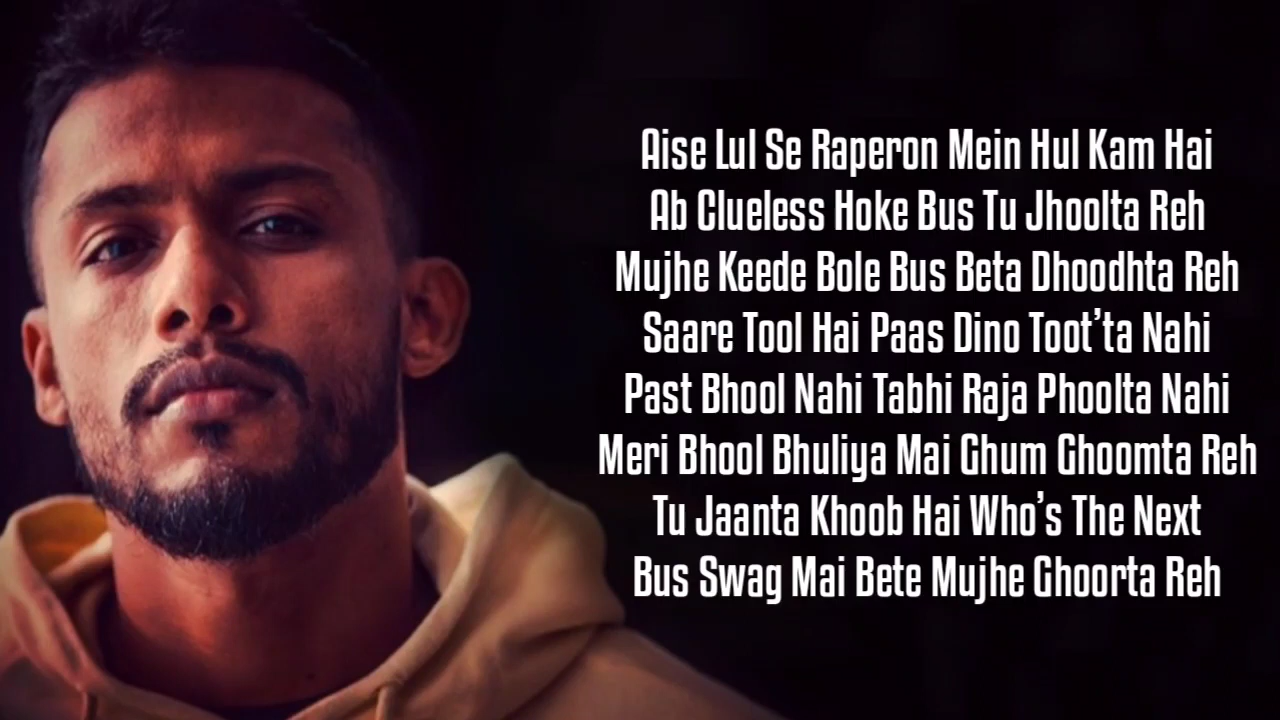 Aise Lul Se Raperon Mein Hul Kam Hai
Ab Clueless Hoke Bus Tu Jhoolta Reh
Mujhe Keede Bole Bus Beta Dhoodhta Reh
Saare Tool Hai Paas Dino Toot'ta Nahi
Past Bhool Nahi Tabhi Raja Phoolta Nahi
Meri Bhool Bhuliya Mai Ghum Ghoomta Reh
Tu Jaanta Khoob Hai Who's The Next
Bus Swag Mai Bete Mujhe Ghoorta Reh